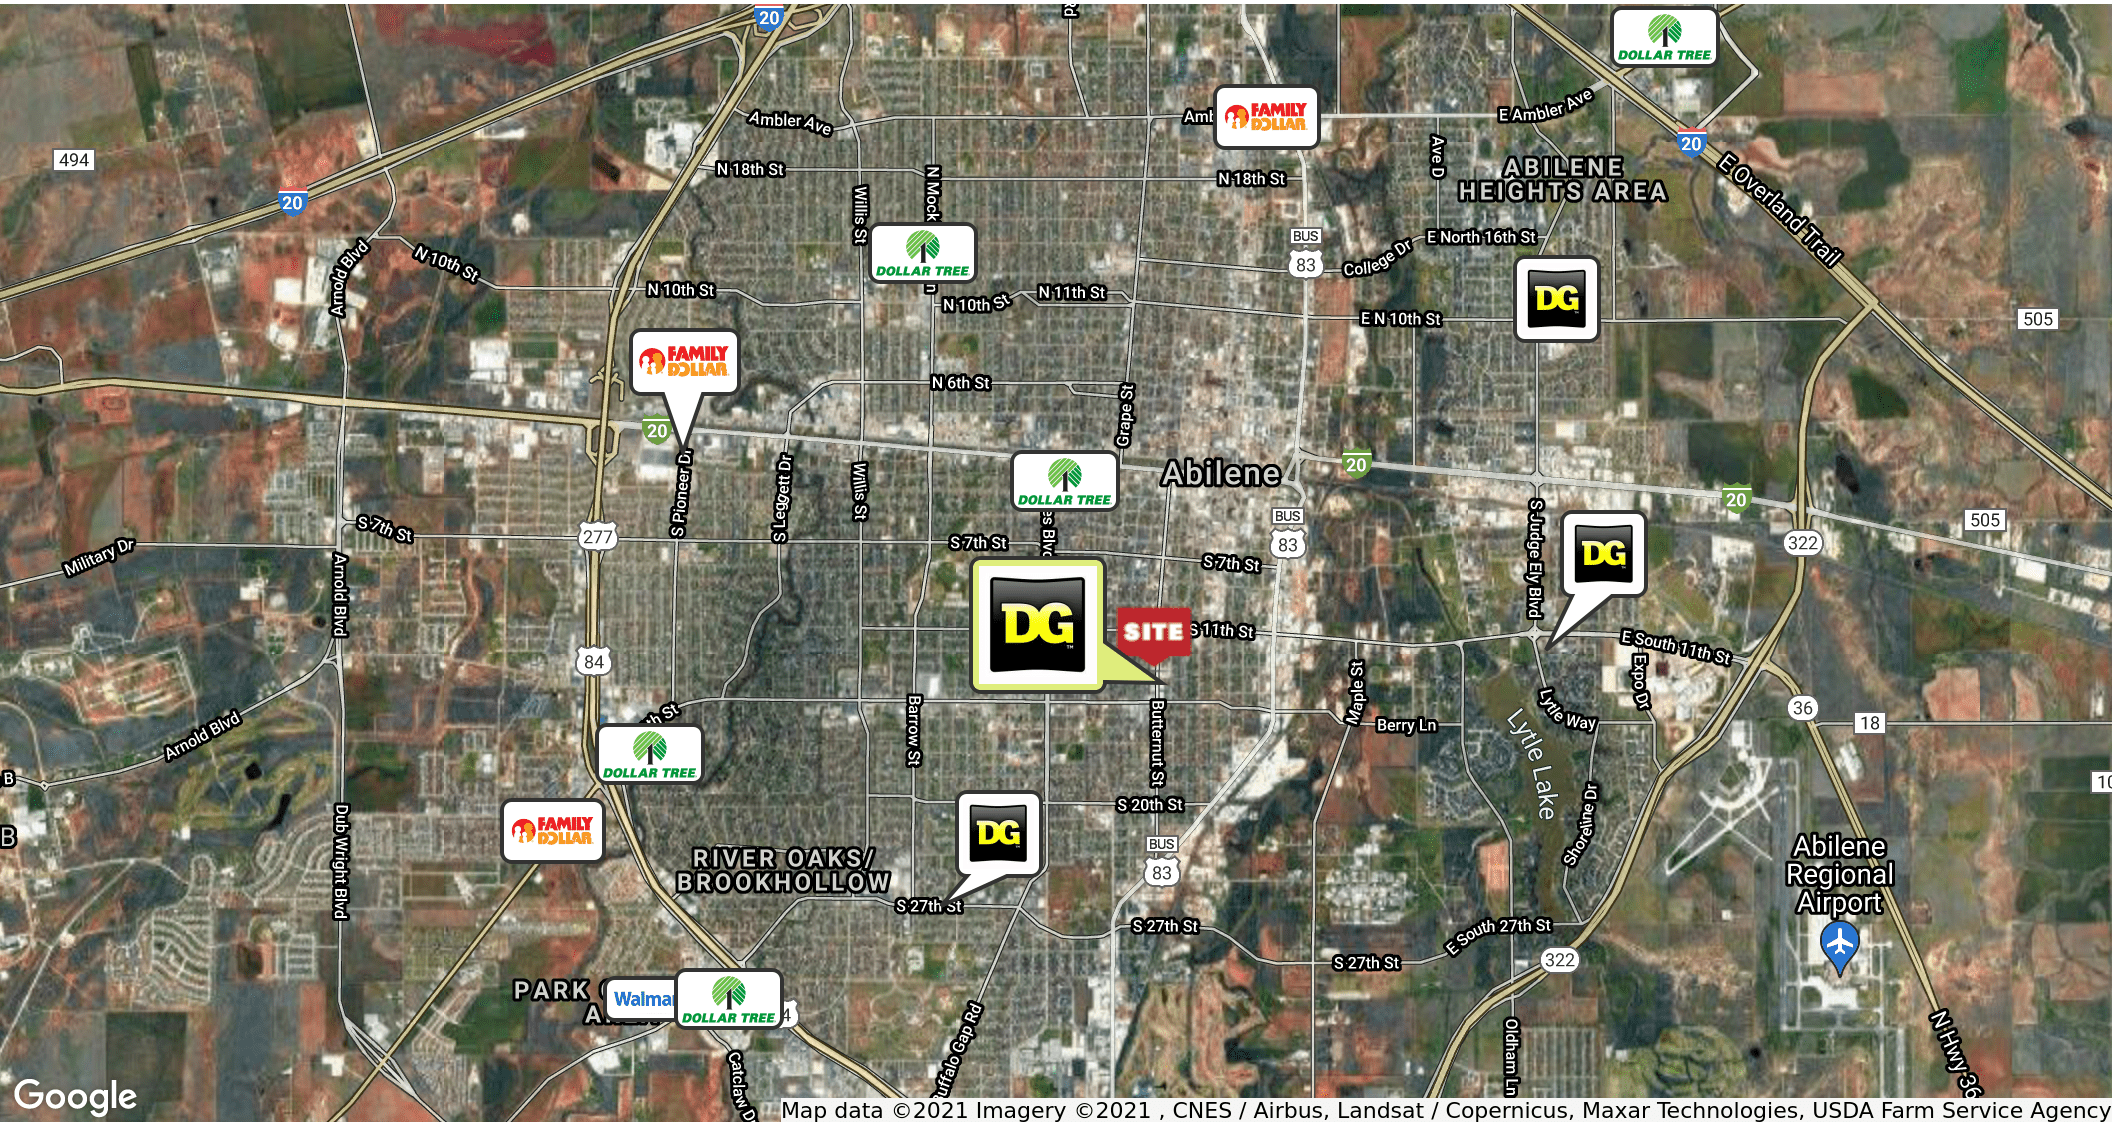 20
Rd
DOLLAR TREE
Ambler Ave
Amb
FAMILY
DOLLAR
E Ambler Ave
494
20
N 18th St
N 18th St
Ave D
ABILENE
HEIGHTS AREA
20
E Overland Trail
N Mock
Willis St
DOLLAR TREE
n
BUS
83
College Dr
E North 16th St
Arnold Blvd
N 10th St
N 10th St
N 10th St
N 11th St
E N 10th St
DG
505
FAMILY
DOLLAR
N 6th St
Grape St
20
S Pioneer Dr
S Leggett Dr
Willis St
DOLLAR TREE
Abilene
20
20
S Judge Ely Blvd
505
S 7th St
Military Dr
277
S 7th St
as Blvd
S 7th St
BUS
83
DG
322
Arnold Blvd
DG
SITE
S 11th St
E South 11th St
Expo Dr
84
Maple St
Lytle Way
36
18
th St
Barrow St
Butternut St
Berry Ln
Arnold Blvd
DOLLAR TREE
Lytle Lake
B
10
FAMILY
DOLLAR
Dub Wright Blvd
DG
S 20th St
Shoreline Dr
B
RIVER OAKS/
BROOKHOLLOW
BUS
83
Abilene
Regional
Airport
S 27th St
S 27th St
E South 27th St
S 27th St
322
PARK
A
Walma
DOLLAR TREE
4
Buffalo Gap Rd
Catclaw D
Oldham Ln
N Hwy 36
Google
Map data ©2021 Imagery ©2021 , CNES / Airbus, Landsat / Copernicus, Maxar Technologies, USDA Farm Service Agency